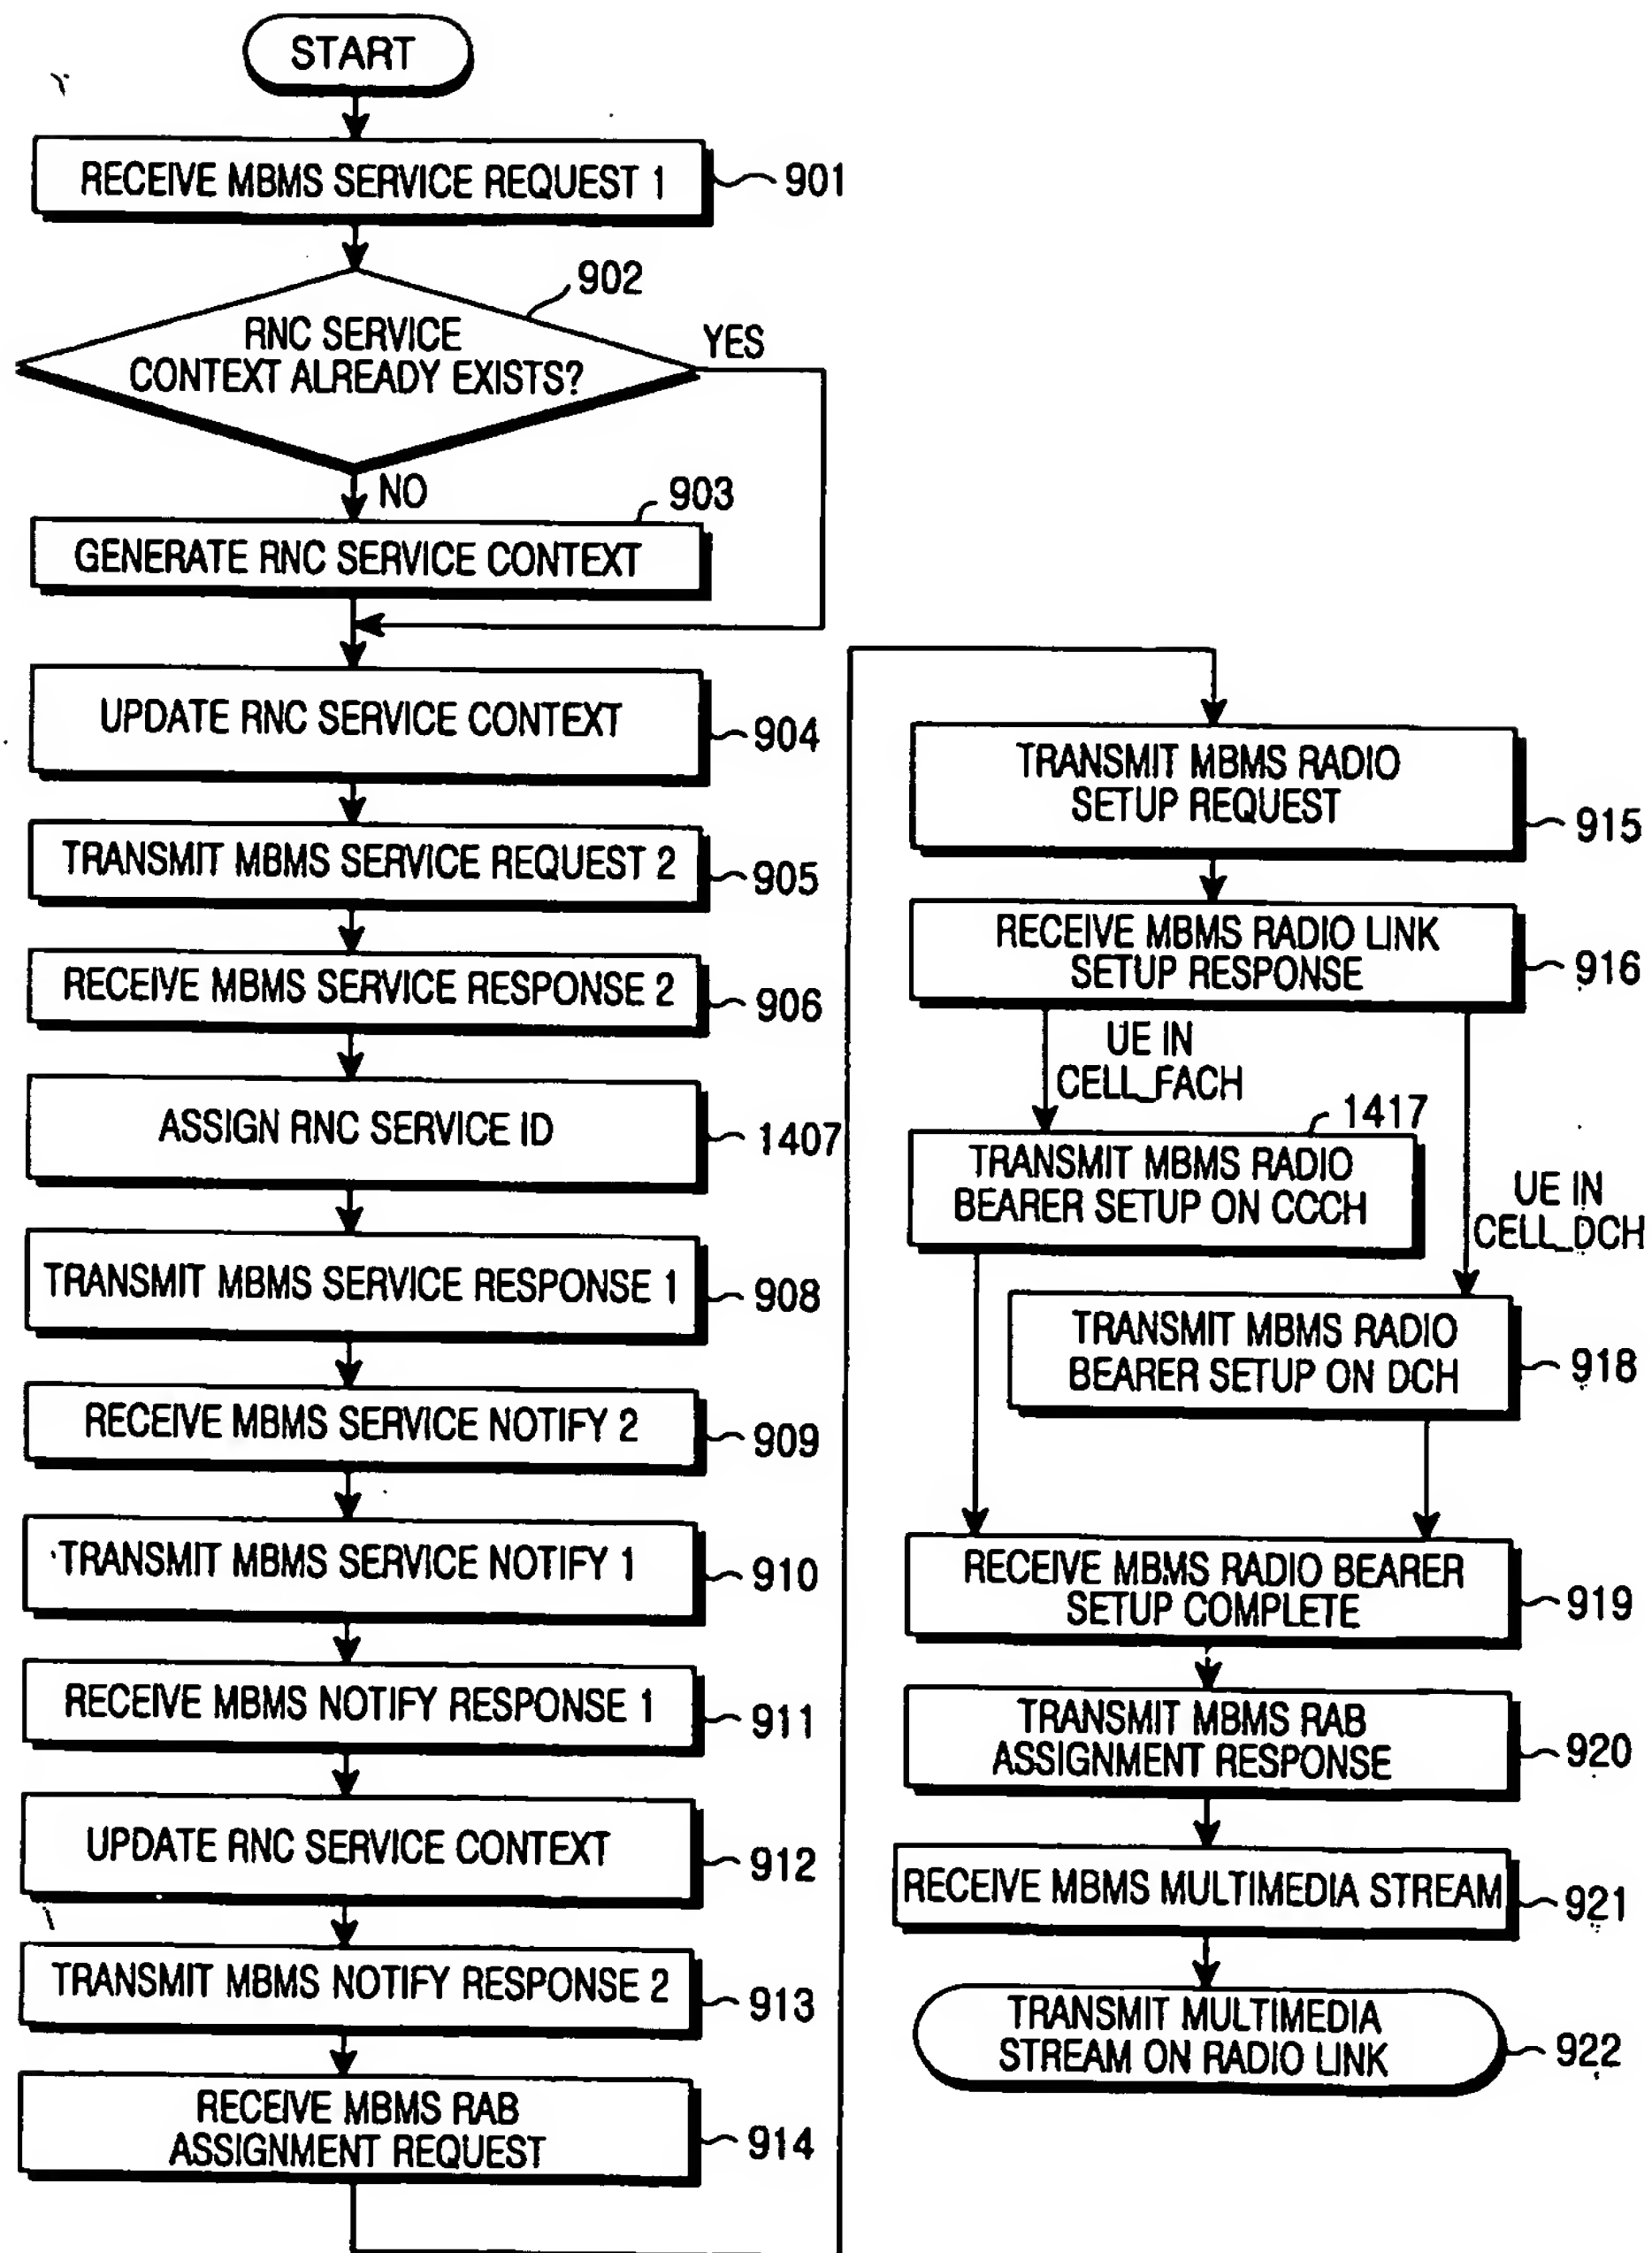 START
RECEIVE MBMS SERVICE REQUEST 1
901
902
RNC SERVICE
CONTEXT ALREADY EXISTS?
YES
NO
903
GENERATE RNC SERVICE CONTEXT
UPDATE RNC SERVICE CONTEXT
904
TRANSMIT MBMS SERVICE REQUEST 2
905
RECEIVE MBMS SERVICE RESPONSE 2
906
ASSIGN RNC SERVICE ID
1407
TRANSMIT MBMS SERVICE RESPONSE 1
908
RECEIVE MBMS SERVICE NOTIFY 2
909
TRANSMIT MBMS SERVICE NOTIFY 1
910
RECEIVE MBMS NOTIFY RESPONSE 1
911
UPDATE RNC SERVICE CONTEXT
912
TRANSMIT MBMS NOTIFY RESPONSE 2
913
RECEIVE MBMS RAB
ASSIGNMENT REQUEST
914
TRANSMIT MBMS RADIO
SETUP REQUEST
915
RECEIVE MBMS RADIO LINK
SETUP RESPONSE
916
UE IN
CELL_FACH
1417
TRANSMIT MBMS RADIO
BEARER SETUP ON CCCH
UE IN
CELL_DCH
TRANSMIT MBMS RADIO
BEARER SETUP ON DCH
918
RECEIVE MBMS RADIO BEARER
SETUP COMPLETE
919
TRANSMIT MBMS RAB
ASSIGNMENT RESPONSE
920
RECEIVE MBMS MULTIMEDIA STREAM
921
TRANSMIT MULTIMEDIA
STREAM ON RADIO LINK
922